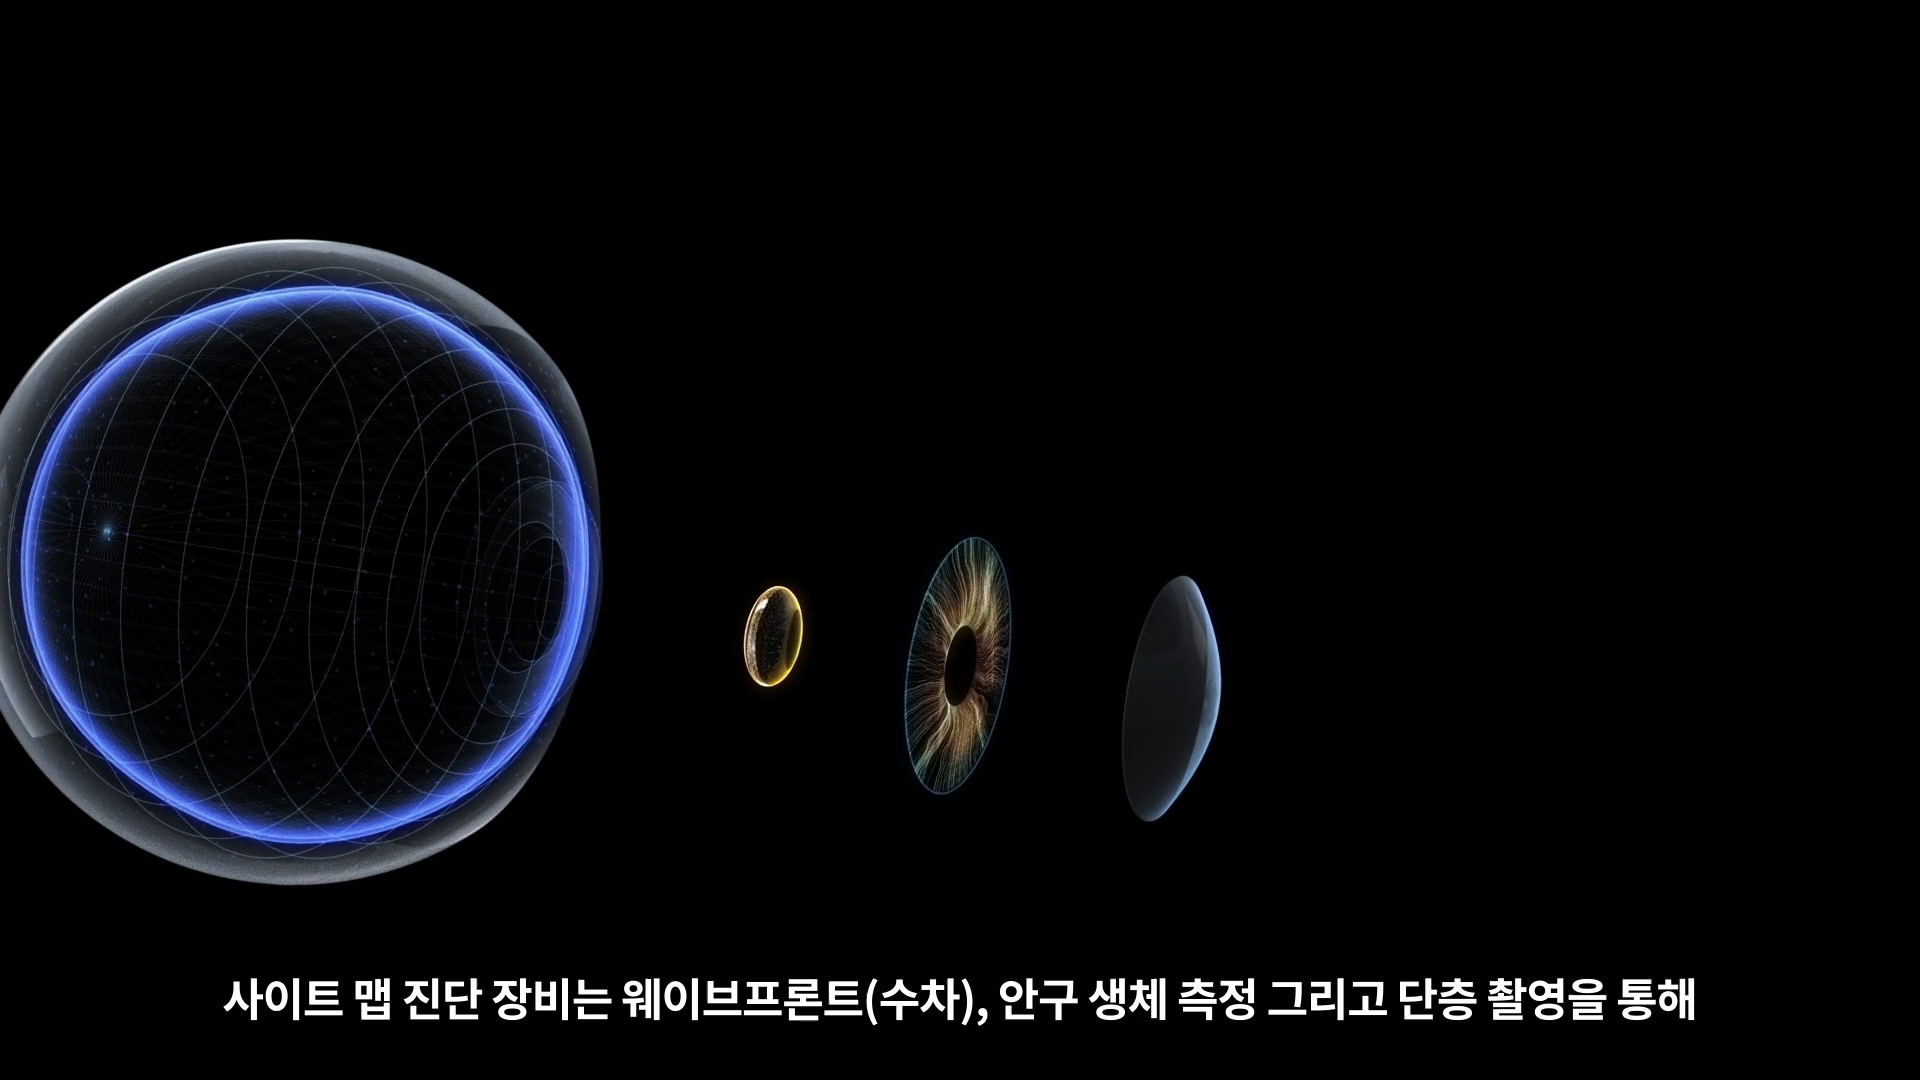 사이트 맵 진단 장비는 웨이브프론트(수차), 안구 생체 측정 그리고 단층 촬영을 통해